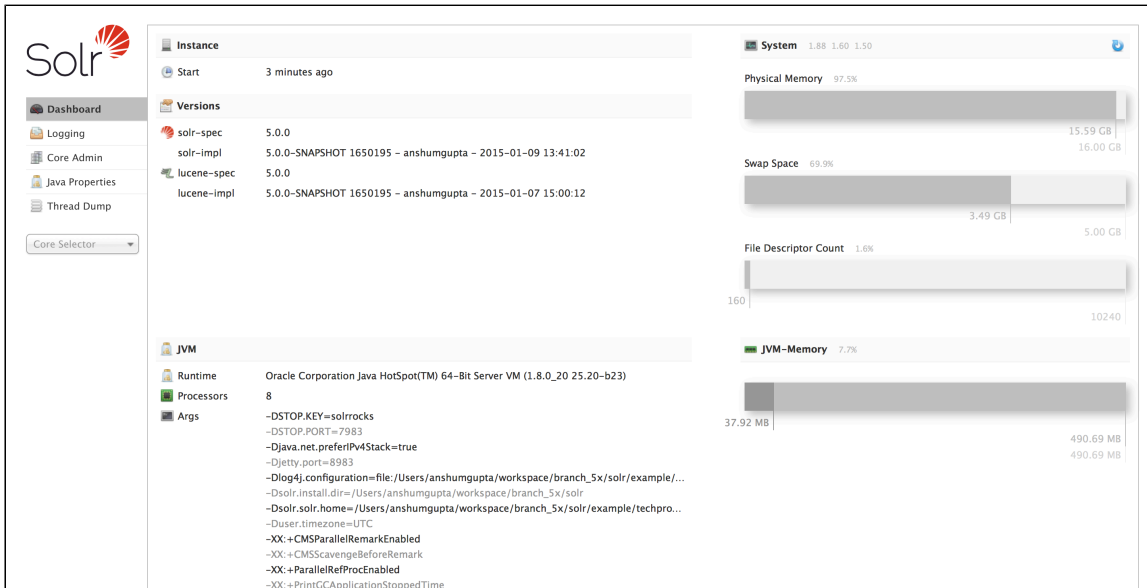 Solr
Dashboard
Logging
Core Admin
Java Properties
Thread Dump
Core Selector
Instance
Start 3 minutes ago
Versions
solr-spec 5.0.0
solr-impl 5.0.0-SNAPSHOT 1650195 - anshumgupta - 2015-01-09 13:41:02
lucene-spec 5.0.0
lucene-impl 5.0.0-SNAPSHOT 1650195 - anshumgupta - 2015-01-07 15:00:12
JVM
Runtime Oracle Corporation Java HotSpot(TM) 64-Bit Server VM (1.8.0_20 25.20-b23)
Processors 8
Args -DSTOP.KEY=solrrocks
-DSTOP.PORT=7983
-Djava.net.preferIPv4Stack=true
-Djetty.port=8983
-Dlog4j.configuration=file:/Users/anshumgupta/workspace/branch_5x/solr/example/...
-Dsolr.install.dir=/Users/anshumgupta/workspace/branch_5x/solr
-Dsolr.solr.home=/Users/anshumgupta/workspace/branch_5x/solr/example/techpro...
-Duser.timezone=UTC
-XX:+CMSParallelRemarkEnabled
-XX:+CMSScavengeBeforeRemark
-XX:+ParallelRefProcEnabled
-XX:+PrintGCApplicationStoppedTime
System 1.88 1.60 1.50
Physical Memory 97.5%
15.59 GB
16.00 GB
Swap Space 69.9%
3.49 GB
5.00 GB
File Descriptor Count 1.6%
160
10240
JVM-Memory 7.7%
37.92 MB
490.69 MB
490.69 MB